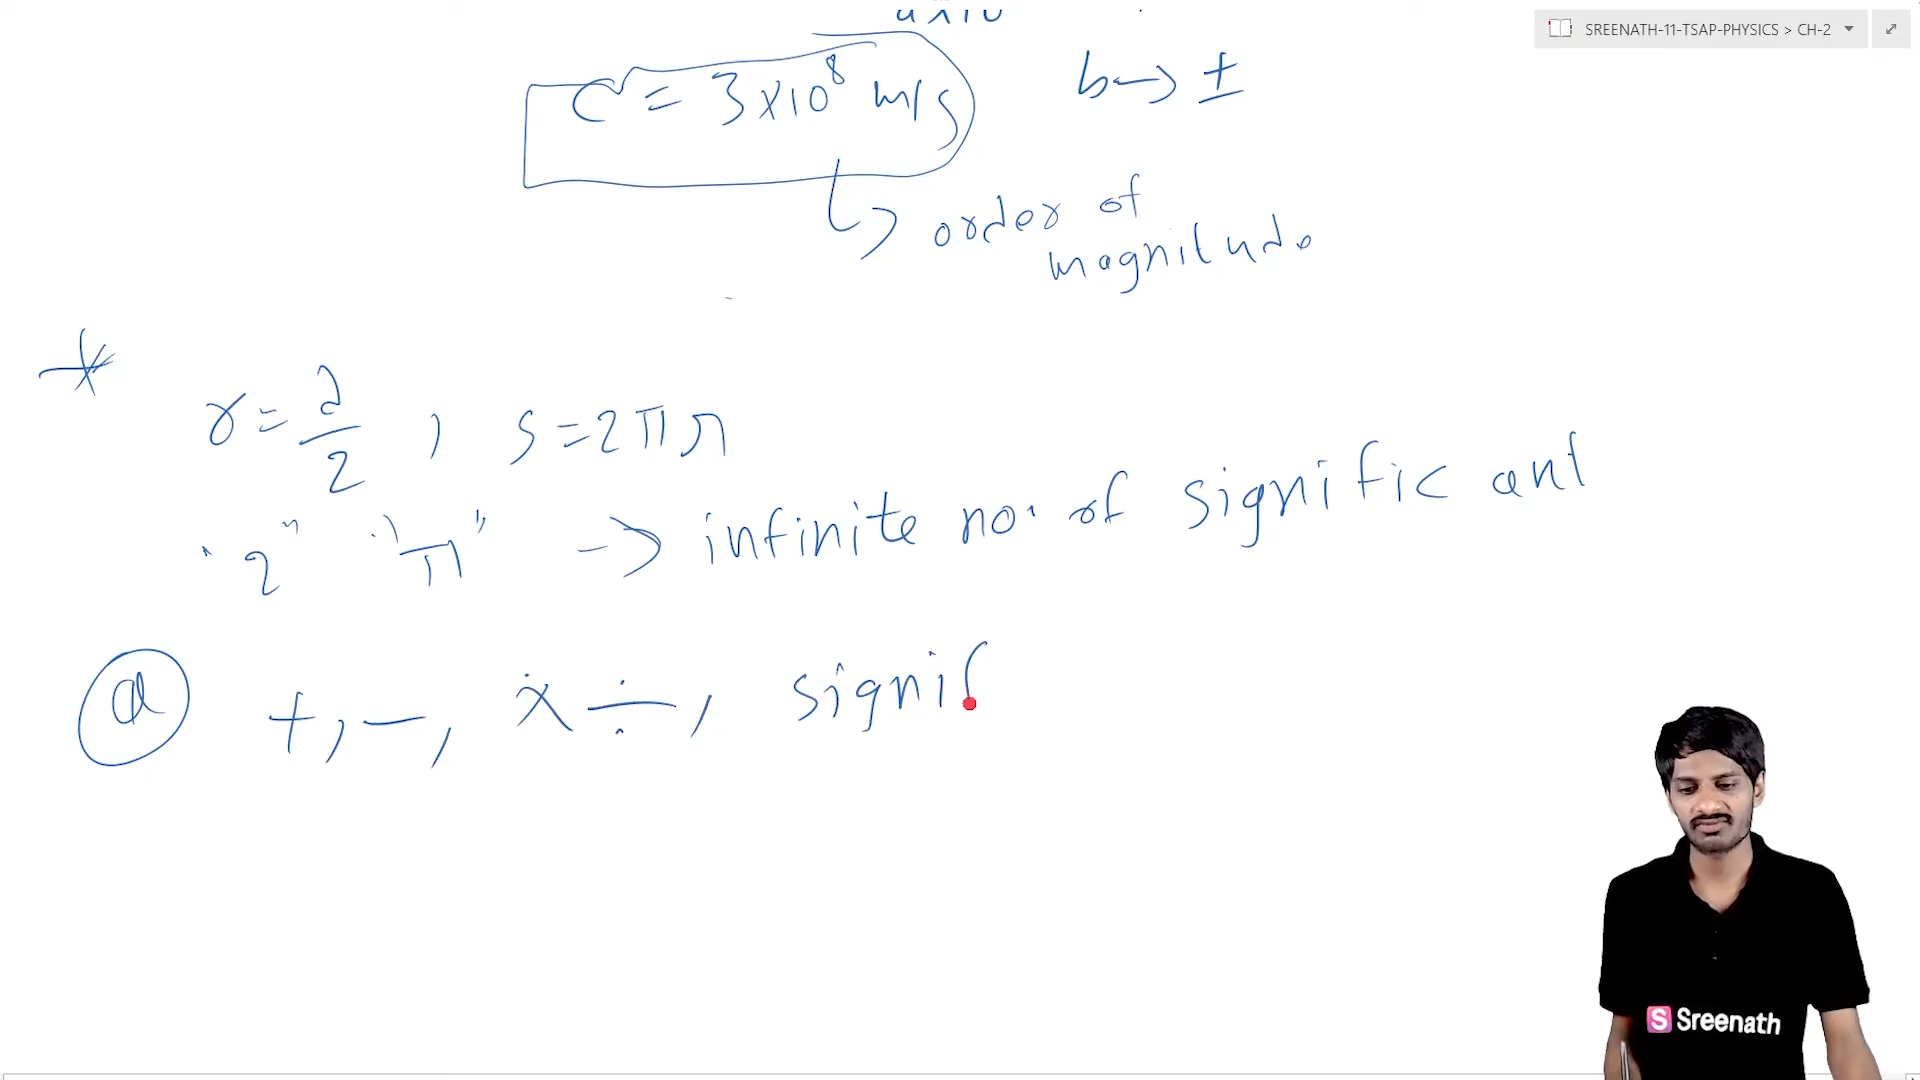 SREENATH-11-TSAP-PHYSICS > CH-2
C = 3×10⁸ m/s
b → ±
order of
magnitude
* r = d/2 , s = 2πr
"2" "π" → infinite no. of significant
a +, −, × ÷, signif
S Sreenath